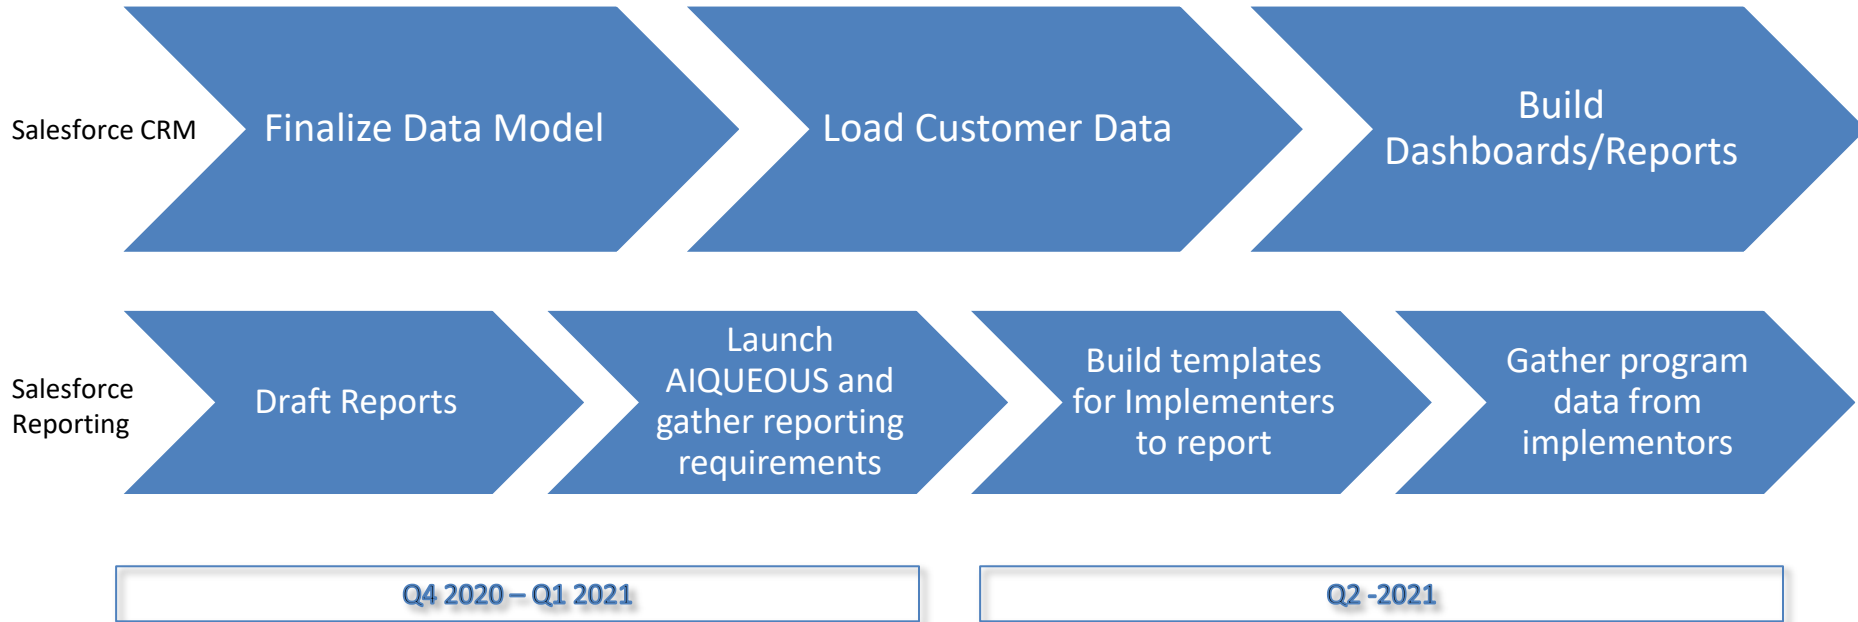 Salesforce CRM
Finalize Data Model
Load Customer Data
Build
Dashboards/Reports
Salesforce
Reporting
Draft Reports
Launch
AIQUEOUS and
gather reporting
requirements
Build templates
for Implementers
to report
Gather program
data from
implementors
Q4 2020 – Q1 2021
Q2 -2021